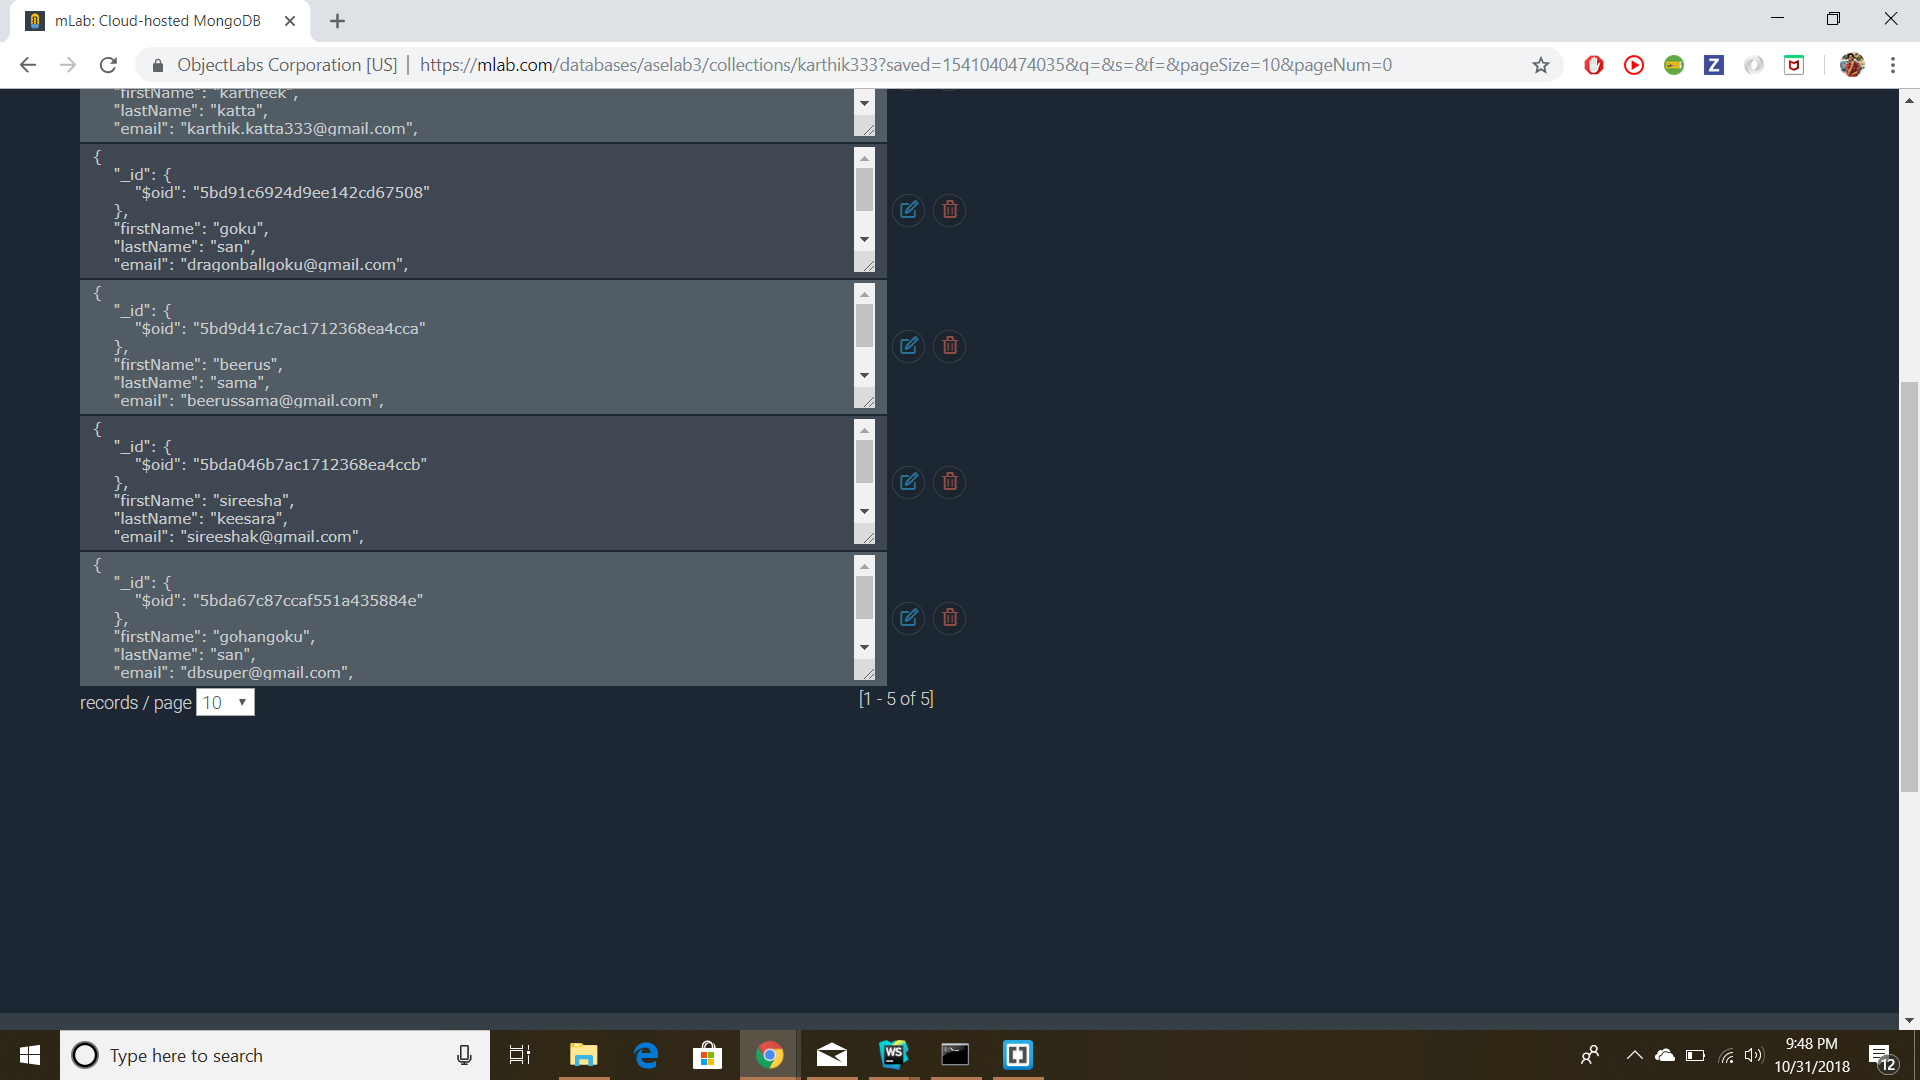 mLab: Cloud-hosted MongoDB
ObjectLabs Corporation [US] | https://mlab.com/databases/aselab3/collections/karthik333?saved=1541040474035&q=&s=&f=&pageSize=10&pageNum=0
"firstName": "kartheek",
"lastName": "katta",
"email": "karthik.katta333@gmail.com",
{
"_id": {
"$oid": "5bd91c6924d9ee142cd67508"
},
"firstName": "goku",
"lastName": "san",
"email": "dragonballgoku@gmail.com",
{
"_id": {
"$oid": "5bd9d41c7ac1712368ea4cca"
},
"firstName": "beerus",
"lastName": "sama",
"email": "beerussama@gmail.com",
{
"_id": {
"$oid": "5bda046b7ac1712368ea4ccb"
},
"firstName": "sireesha",
"lastName": "keesara",
"email": "sireeshak@gmail.com",
{
"_id": {
"$oid": "5bda67c87ccaf551a435884e"
},
"firstName": "gohangoku",
"lastName": "san",
"email": "dbsuper@gmail.com",
records / page 10
[1 - 5 of 5]
Type here to search
WS
9:48 PM
10/31/2018
12